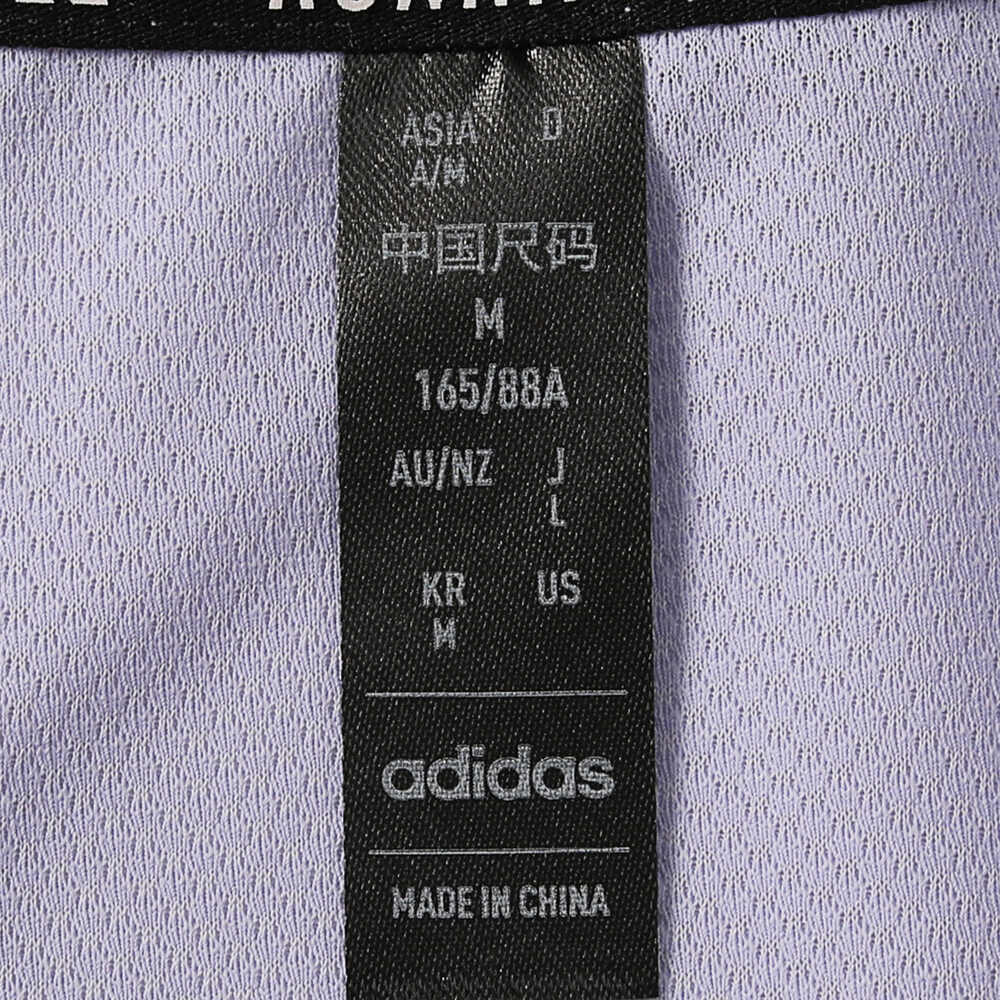 ASIA D
A/M
中国尺码
M
165/88A
AU/NZ J
L
KR US
M
adidas
MADE IN CHINA